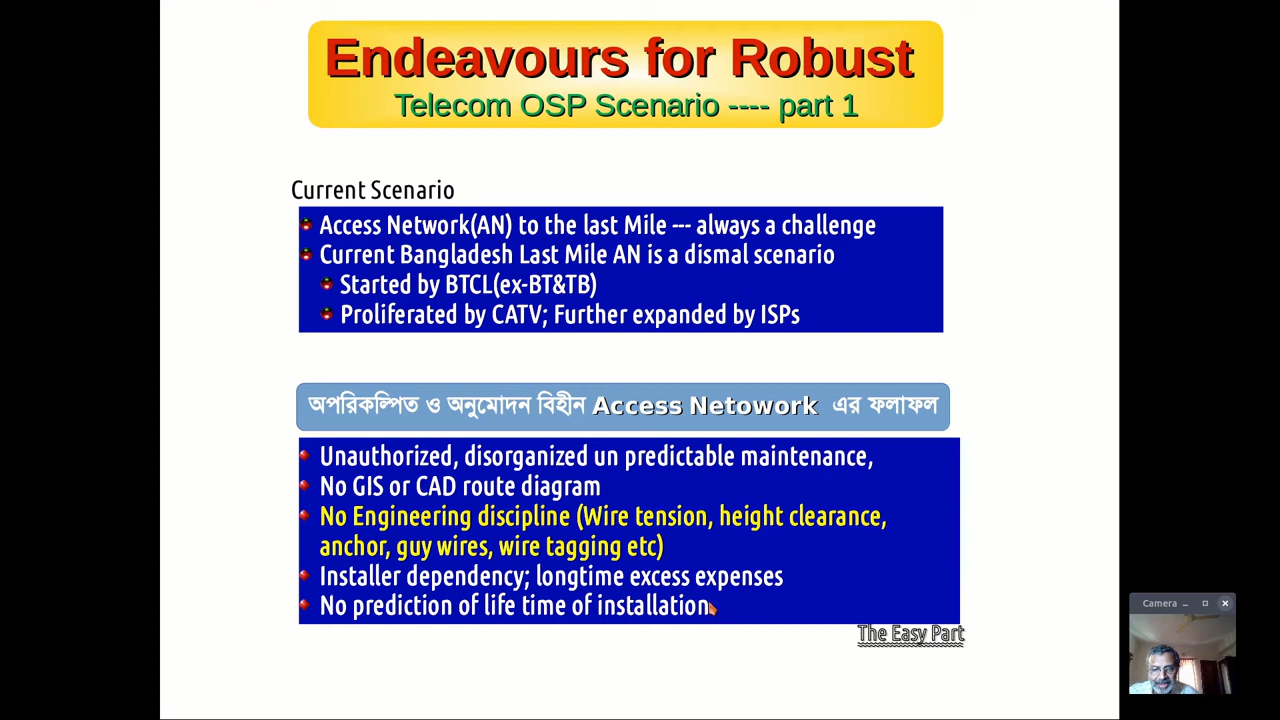 Endeavours for Robust
Telecom OSP Scenario ---- part 1
Current Scenario
Access Network(AN) to the last Mile --- always a challenge
Current Bangladesh Last Mile AN is a dismal scenario
Started by BTCL(ex-BT&TB)
Proliferated by CATV; Further expanded by ISPs
অপরিকল্পিত ও অনুমোদন বিহীন Access Netowork এর ফলাফল
Unauthorized, disorganized un predictable maintenance,
No GIS or CAD route diagram
No Engineering discipline (Wire tension, height clearance,
anchor, guy wires, wire tagging etc)
Installer dependency; longtime excess expenses
No prediction of life time of installation
The Easy Part
Camera